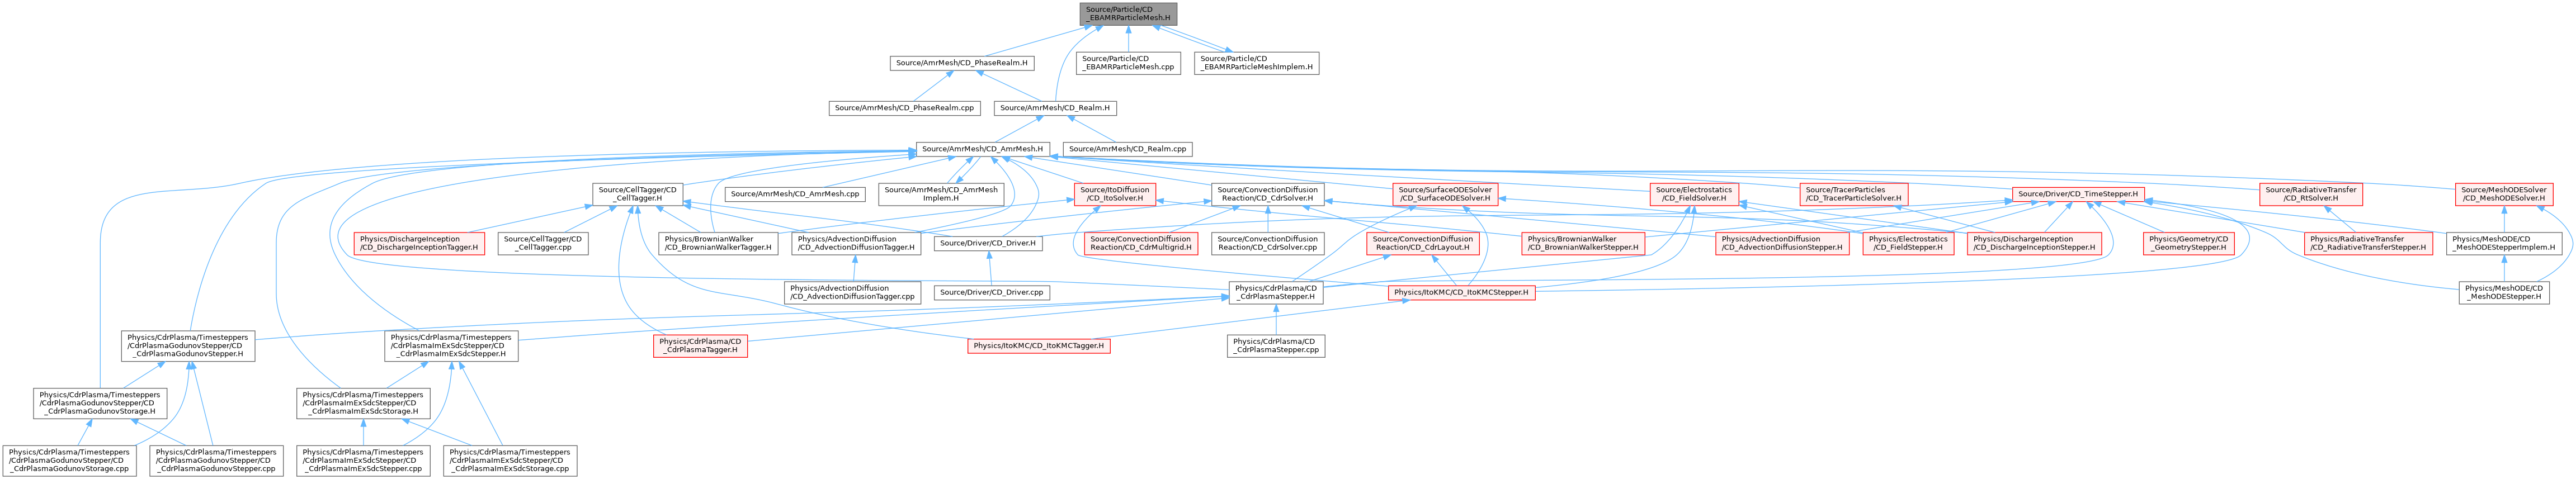 Source/Particle/CD
_EBAMRParticleMesh.H
Source/AmrMesh/CD_PhaseRealm.H
Source/Particle/CD
_EBAMRParticleMesh.cpp
Source/Particle/CD
_EBAMRParticleMeshImplem.H
Source/AmrMesh/CD_PhaseRealm.cpp
Source/AmrMesh/CD_Realm.H
Source/AmrMesh/CD_AmrMesh.H
Source/AmrMesh/CD_Realm.cpp
Source/CellTagger/CD
_CellTagger.H
Source/AmrMesh/CD_AmrMesh.cpp
Source/AmrMesh/CD_AmrMesh
Implem.H
Source/ItoDiffusion
/CD_ItoSolver.H
Source/ConvectionDiffusion
Reaction/CD_CdrSolver.H
Source/SurfaceODESolver
/CD_SurfaceODESolver.H
Source/Electrostatics
/CD_FieldSolver.H
Source/TracerParticles
/CD_TracerParticleSolver.H
Source/Driver/CD_TimeStepper.H
Source/RadiativeTransfer
/CD_RtSolver.H
Source/MeshODESolver
/CD_MeshODESolver.H
Physics/DischargeInception
/CD_DischargeInceptionTagger.H
Source/CellTagger/CD
_CellTagger.cpp
Physics/BrownianWalker
/CD_BrownianWalkerTagger.H
Physics/AdvectionDiffusion
/CD_AdvectionDiffusionTagger.H
Source/Driver/CD_Driver.H
Source/ConvectionDiffusion
Reaction/CD_CdrMultigrid.H
Source/ConvectionDiffusion
Reaction/CD_CdrSolver.cpp
Source/ConvectionDiffusion
Reaction/CD_CdrLayout.H
Physics/BrownianWalker
/CD_BrownianWalkerStepper.H
Physics/AdvectionDiffusion
/CD_AdvectionDiffusionStepper.H
Physics/Electrostatics
/CD_FieldStepper.H
Physics/DischargeInception
/CD_DischargeInceptionStepper.H
Physics/Geometry/CD
_GeometryStepper.H
Physics/RadiativeTransfer
/CD_RadiativeTransferStepper.H
Physics/MeshODE/CD
_MeshODEStepperImplem.H
Physics/AdvectionDiffusion
/CD_AdvectionDiffusionTagger.cpp
Source/Driver/CD_Driver.cpp
Physics/CdrPlasma/CD
_CdrPlasmaStepper.H
Physics/ItoKMC/CD_ItoKMCStepper.H
Physics/MeshODE/CD
_MeshODEStepper.H
Physics/CdrPlasma/Timesteppers
/CdrPlasmaGodunovStepper/CD
_CdrPlasmaGodunovStepper.H
Physics/CdrPlasma/Timesteppers
/CdrPlasmaImExSdcStepper/CD
_CdrPlasmaImExSdcStepper.H
Physics/CdrPlasma/CD
_CdrPlasmaTagger.H
Physics/ItoKMC/CD_ItoKMCTagger.H
Physics/CdrPlasma/CD
_CdrPlasmaStepper.cpp
Physics/CdrPlasma/Timesteppers
/CdrPlasmaGodunovStepper/CD
_CdrPlasmaGodunovStorage.H
Physics/CdrPlasma/Timesteppers
/CdrPlasmaImExSdcStepper/CD
_CdrPlasmaImExSdcStorage.H
Physics/CdrPlasma/Timesteppers
/CdrPlasmaGodunovStepper/CD
_CdrPlasmaGodunovStorage.cpp
Physics/CdrPlasma/Timesteppers
/CdrPlasmaGodunovStepper/CD
_CdrPlasmaGodunovStepper.cpp
Physics/CdrPlasma/Timesteppers
/CdrPlasmaImExSdcStepper/CD
_CdrPlasmaImExSdcStepper.cpp
Physics/CdrPlasma/Timesteppers
/CdrPlasmaImExSdcStepper/CD
_CdrPlasmaImExSdcStorage.cpp